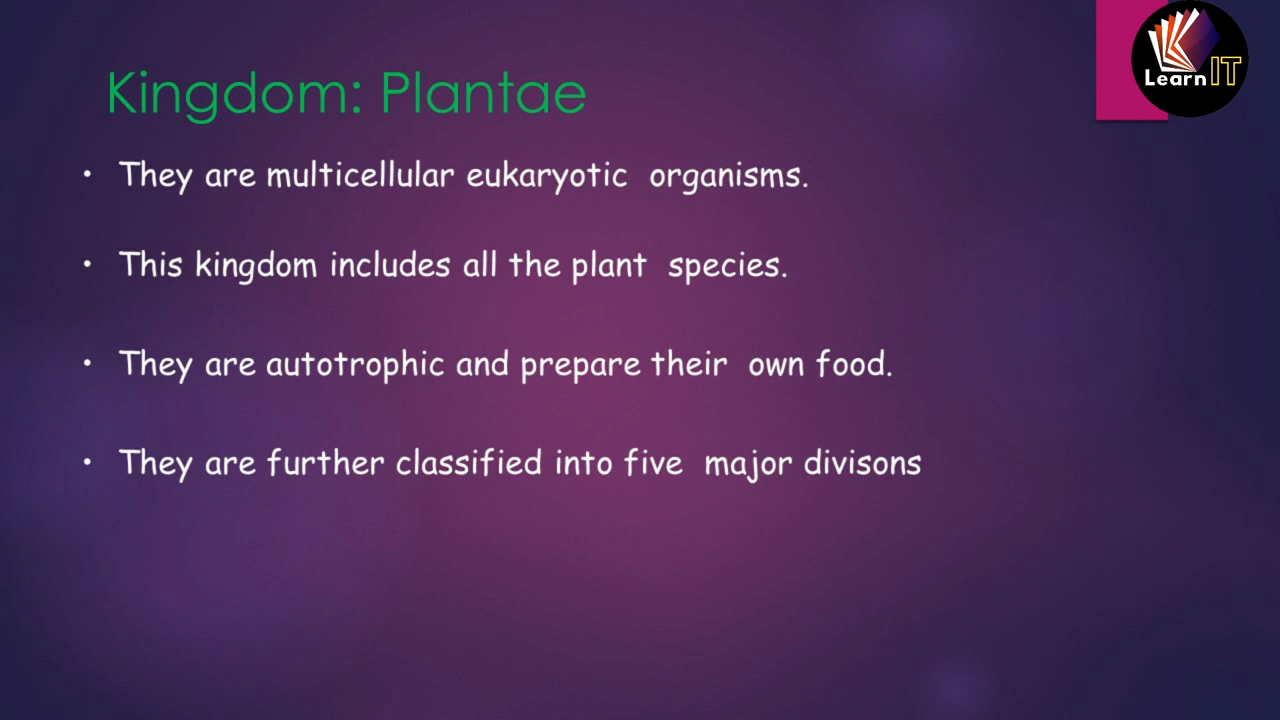 Learn IT
Kingdom: Plantae
• They are multicellular eukaryotic organisms.
• This kingdom includes all the plant species.
• They are autotrophic and prepare their own food.
• They are further classified into five major divisons